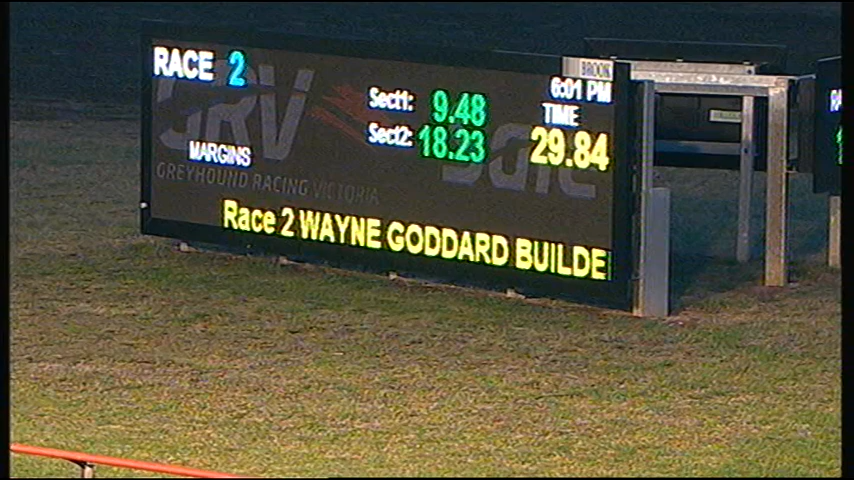 BROOK
RACE 2
6:01 PM
GRV
Sect1: 9.48
TIME
Sect2: 18.23
29.84
MARGINS
GREYHOUND RACING VICTORIA
Race 2 WAYNE GODDARD BUILDE